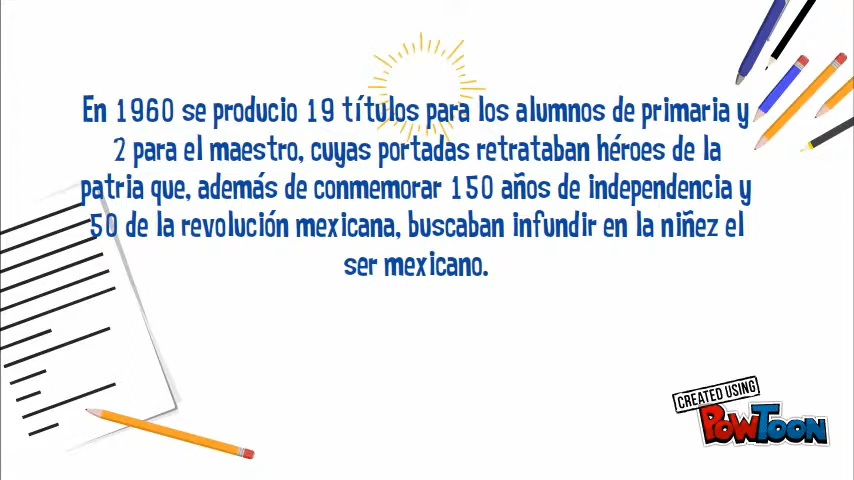 En 1960 se producio 19 títulos para los alumnos de primaria y
2 para el maestro, cuyas portadas retrataban héroes de la
patria que, además de conmemorar 150 años de independencia y
50 de la revolución mexicana, buscaban infundir en la niñez el
ser mexicano.
CREATED USING
POWTOON